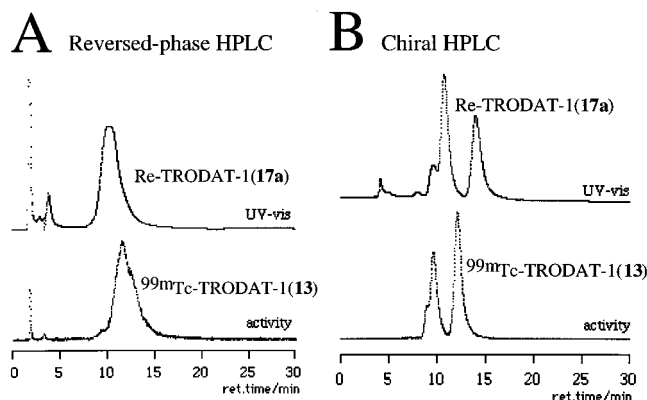 A Reversed-phase HPLC
Re-TRODAT-1(17a)
UV-vis
99mTc-TRODAT-1(13)
activity
0 5 10 15 20 25 30
ret.time/min
B Chiral HPLC
Re-TRODAT-1(17a)
UV-vis
99mTc-TRODAT-1(13)
activity
0 5 10 15 20 25 30
ret.time/min